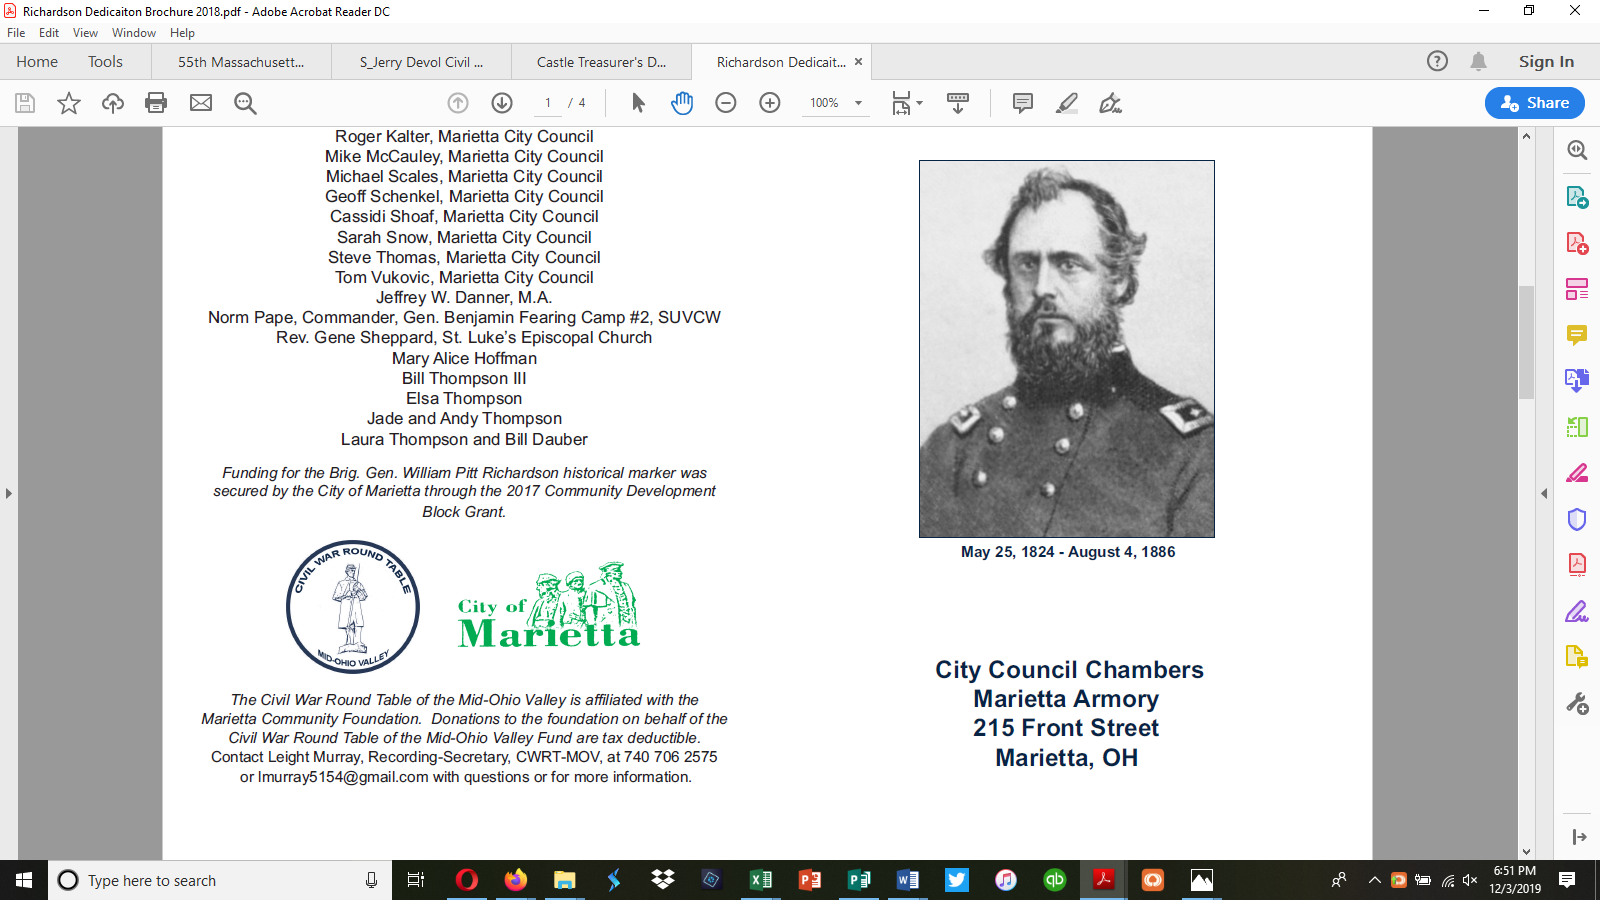 Richardson Dedicaiton Brochure 2018.pdf - Adobe Acrobat Reader DC
File Edit View Window Help
Home Tools 55th Massachusett... S_Jerry Devol Civil ... Castle Treasurer's D... Richardson Dedicait... ×
Sign In
1 / 4 100% Share
Roger Kalter, Marietta City Council
Mike McCauley, Marietta City Council
Michael Scales, Marietta City Council
Geoff Schenkel, Marietta City Council
Cassidi Shoaf, Marietta City Council
Sarah Snow, Marietta City Council
Steve Thomas, Marietta City Council
Tom Vukovic, Marietta City Council
Jeffrey W. Danner, M.A.
Norm Pape, Commander, Gen. Benjamin Fearing Camp #2, SUVCW
Rev. Gene Sheppard, St. Luke's Episcopal Church
Mary Alice Hoffman
Bill Thompson III
Elsa Thompson
Jade and Andy Thompson
Laura Thompson and Bill Dauber
Funding for the Brig. Gen. William Pitt Richardson historical marker was
secured by the City of Marietta through the 2017 Community Development
Block Grant.
CIVIL WAR ROUND TABLE
MID-OHIO VALLEY
City of
Marietta
The Civil War Round Table of the Mid-Ohio Valley is affiliated with the
Marietta Community Foundation. Donations to the foundation on behalf of the
Civil War Round Table of the Mid-Ohio Valley Fund are tax deductible.
Contact Leight Murray, Recording-Secretary, CWRT-MOV, at 740 706 2575
or lmurray5154@gmail.com with questions or for more information.
May 25, 1824 - August 4, 1886
City Council Chambers
Marietta Armory
215 Front Street
Marietta, OH
Type here to search
6:51 PM
12/3/2019